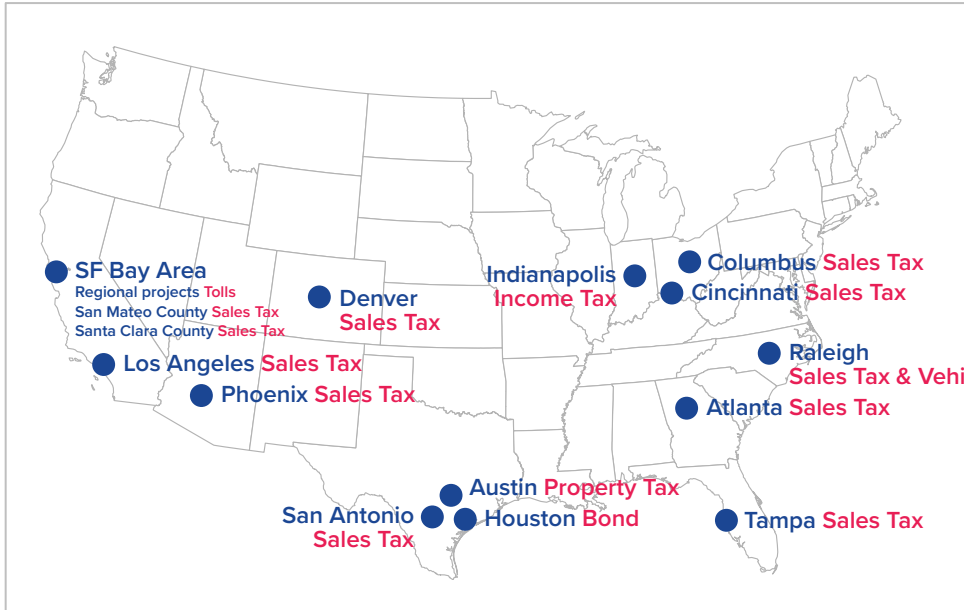 SF Bay Area
Regional projects Tolls
San Mateo County Sales Tax
Santa Clara County Sales Tax
Los Angeles Sales Tax
Phoenix Sales Tax
Denver
Sales Tax
Indianapolis
Income Tax
Columbus Sales Tax
Cincinnati Sales Tax
Raleigh
Sales Tax & Vehi
Atlanta Sales Tax
Austin Property Tax
San Antonio
Sales Tax
Houston Bond
Tampa Sales Tax